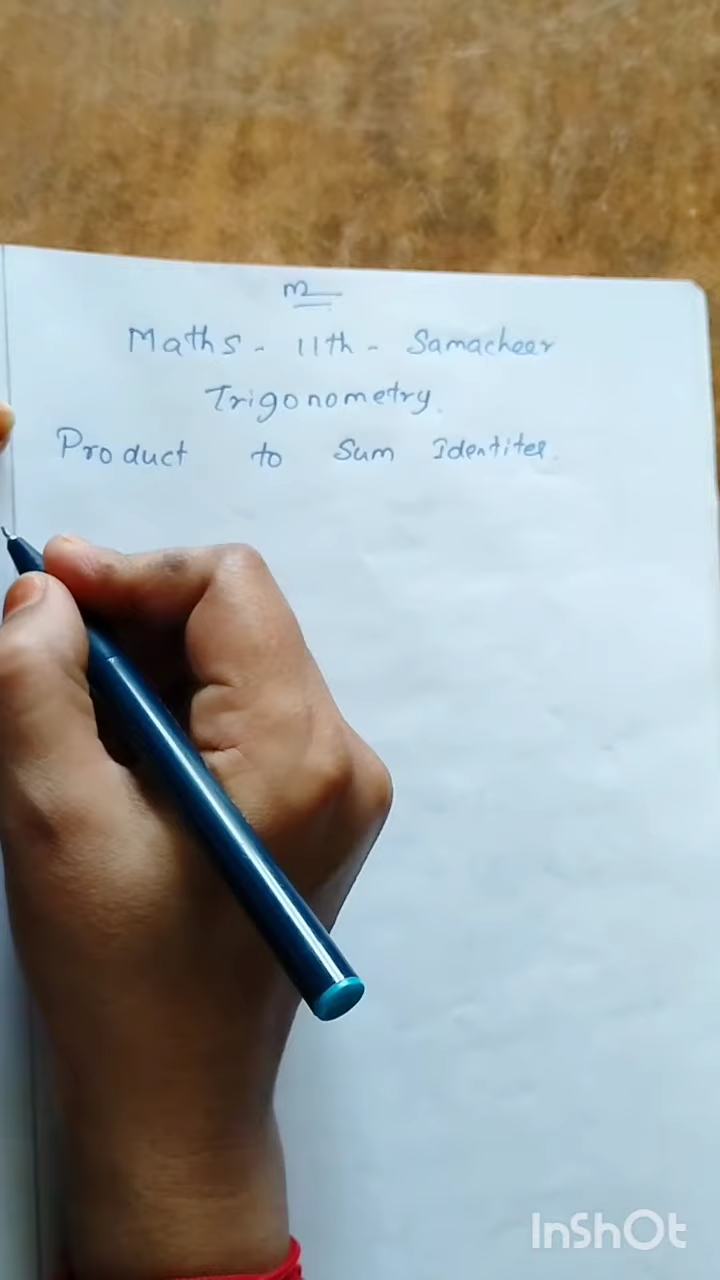 m
Maths - 11th - Samacheer
Trigonometry.
Product to Sum Identites.
InShOt